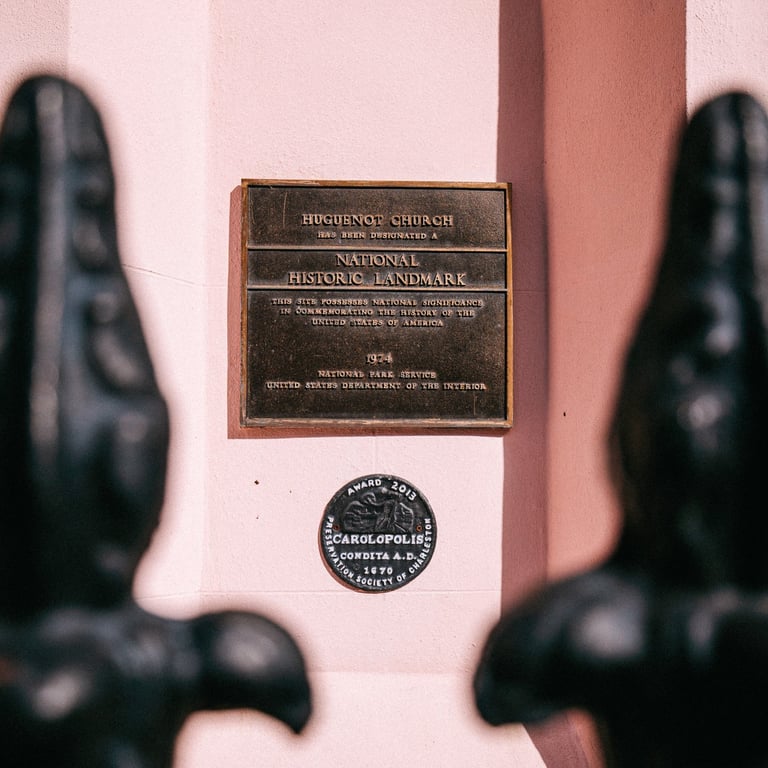 HUGUENOT CHURCH
HAS BEEN DESIGNATED A
NATIONAL
HISTORIC LANDMARK
THIS SITE POSSESSES NATIONAL SIGNIFICANCE
IN COMMEMORATING THE HISTORY OF THE
UNITED STATES OF AMERICA
1974
NATIONAL PARK SERVICE
UNITED STATES DEPARTMENT OF THE INTERIOR
AWARD 2013
CAROLOPOLIS
CONDITA A.D.
1670
PRESERVATION SOCIETY OF CHARLESTON